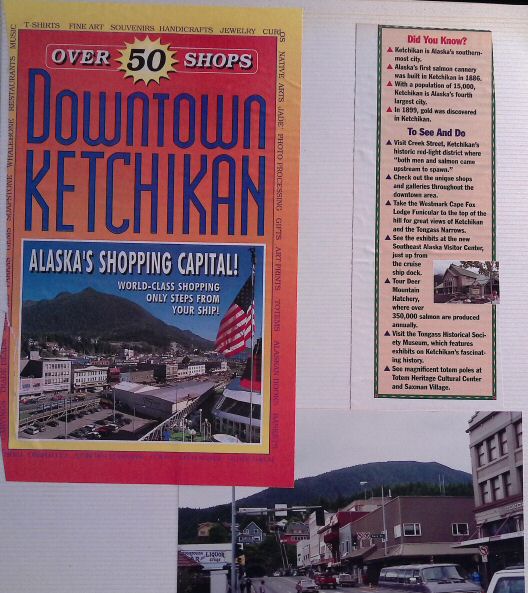 T-SHIRTS FINE ART SOUVENIRS HANDICRAFTS JEWELRY
NATIVE ARTS JADE PHOTO PROCESSING GIFTS ART PRINTS TOTEMS
MUSIC RESTAURANTS WHALEBONE SOAPSTONE
OVER 50 SHOPS
DOWNTOWN
KETCHIKAN
ALASKA'S SHOPPING CAPITAL!
WORLD-CLASS SHOPPING
ONLY STEPS FROM
YOUR SHIP!
Did You Know?
Ketchikan is Alaska's southern-
most city.
Alaska's first salmon cannery
was built in Ketchikan in 1886.
With a population of 15,000,
Ketchikan is Alaska's fourth
largest city.
In 1899, gold was discovered
in Ketchikan.
To See And Do
Visit Creek Street, Ketchikan's
historic red-light district where
"both men and salmon came
upstream to spawn."
Check out the unique shops
and galleries throughout the
downtown area.
Take the Westmark Cape Fox
Lodge Funicular to the top of the
hill for great views of Ketchikan
and the Tongass Narrows.
See the exhibits at the new
Southeast Alaska Visitor Center,
just up from
the cruise
ship dock.
Tour Deer
Mountain
Hatchery,
where over
350,000 salmon are produced
annually.
Visit the Tongass Historical Soci-
ety Museum, which features
exhibits on Ketchikan's fascinat-
ing history.
See magnificent totem poles at
Totem Heritage Cultural Center
and Saxman Village.
LIQUOR